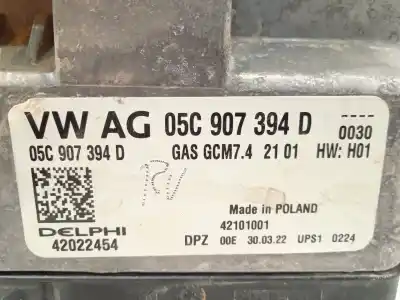 VW AG 05C 907 394 D
----
0030
05C 907 394 D GAS GCM7.4 21 01 HW: H01
Made in POLAND
DELPHI 42101001
42022454 DPZ 00E 30.03.22 UPS1 0224